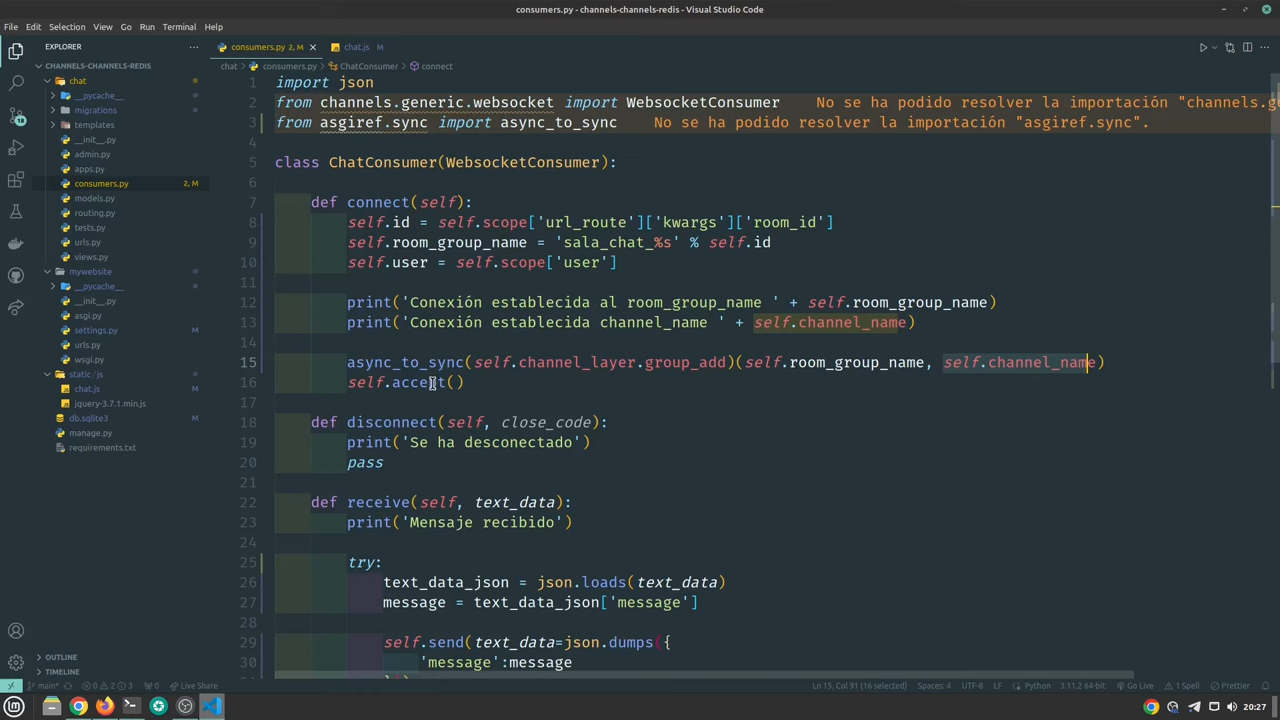 consumers.py - channels-channels-redis - Visual Studio Code
File Edit Selection View Go Run Terminal Help
EXPLORER ...
consumers.py 2, M
chat.js M
CHANNELS-CHANNELS-REDIS
chat > consumers.py > ChatConsumer > connect
chat
__pycache__
migrations
templates
__init__.py
admin.py
apps.py
consumers.py 2, M
models.py
routing.py
tests.py
urls.py
views.py
mywebsite
__pycache__
__init__.py
asgi.py
settings.py M
urls.py
wsgi.py
static / js
chat.js M
jquery-3.7.1.min.js
db.sqlite3 M
manage.py
requirements.txt
OUTLINE
TIMELINE
1 import json
2 from channels.generic.websocket import WebsocketConsumer No se ha podido resolver la importación "channels.ge
3 from asgiref.sync import async_to_sync No se ha podido resolver la importación "asgiref.sync".
4
5 class ChatConsumer(WebsocketConsumer):
6
7 def connect(self):
8 self.id = self.scope['url_route']['kwargs']['room_id']
9 self.room_group_name = 'sala_chat_%s' % self.id
10 self.user = self.scope['user']
11
12 print('Conexión establecida al room_group_name ' + self.room_group_name)
13 print('Conexión establecida channel_name ' + self.channel_name)
14
15 async_to_sync(self.channel_layer.group_add)(self.room_group_name, self.channel_name)
16 self.accept()
17
18 def disconnect(self, close_code):
19 print('Se ha desconectado')
20 pass
21
22 def receive(self, text_data):
23 print('Mensaje recibido')
24
25 try:
26 text_data_json = json.loads(text_data)
27 message = text_data_json['message']
28
29 self.send(text_data=json.dumps({
30 'message':message
main* 0 2 3 0 Live Share Ln 15, Col 91 (16 selected) Spaces: 4 UTF-8 LF Python 3.11.2 64-bit Go Live 1 Spell Prettier
20:27